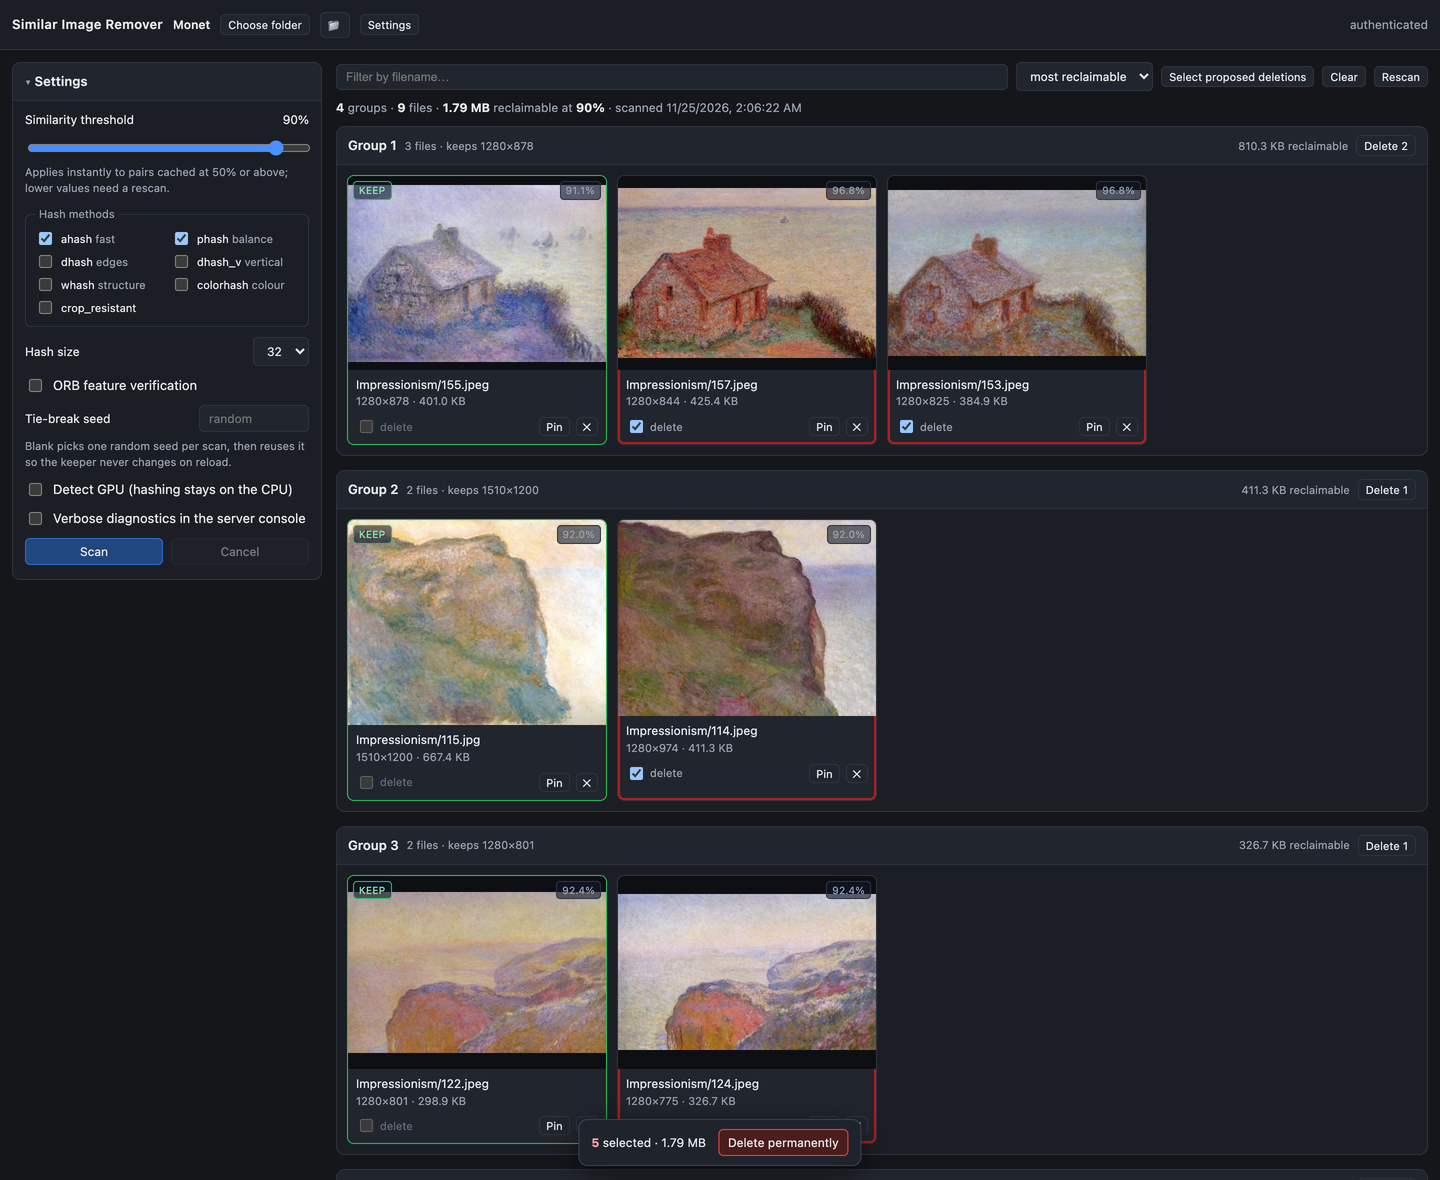 Similar Image Remover Monet Choose folder Settings authenticated
Settings
Similarity threshold 90%
Applies instantly to pairs cached at 50% or above;
lower values need a rescan.
Hash methods
ahash fast phash balance
dhash edges dhash_v vertical
whash structure colorhash colour
crop_resistant
Hash size 32
ORB feature verification
Tie-break seed random
Blank picks one random seed per scan, then reuses it
so the keeper never changes on reload.
Detect GPU (hashing stays on the CPU)
Verbose diagnostics in the server console
Scan Cancel
Filter by filename… most reclaimable Select proposed deletions Clear Rescan
4 groups · 9 files · 1.79 MB reclaimable at 90% · scanned 11/25/2026, 2:06:22 AM
Group 1 3 files · keeps 1280×878 810.3 KB reclaimable Delete 2
KEEP 91.1% 96.8% 96.8%
Impressionism/155.jpeg Impressionism/157.jpeg Impressionism/153.jpeg
1280×878 · 401.0 KB 1280×844 · 425.4 KB 1280×825 · 384.9 KB
delete Pin ✕ delete Pin ✕ delete Pin ✕
Group 2 2 files · keeps 1510×1200 411.3 KB reclaimable Delete 1
KEEP 92.0% 92.0%
Impressionism/115.jpg Impressionism/114.jpeg
1510×1200 · 667.4 KB 1280×974 · 411.3 KB
delete Pin ✕ delete Pin ✕
Group 3 2 files · keeps 1280×801 326.7 KB reclaimable Delete 1
KEEP 92.4% 92.4%
Impressionism/122.jpeg Impressionism/124.jpeg
1280×801 · 298.9 KB 1280×775 · 326.7 KB
delete Pin
5 selected · 1.79 MB Delete permanently